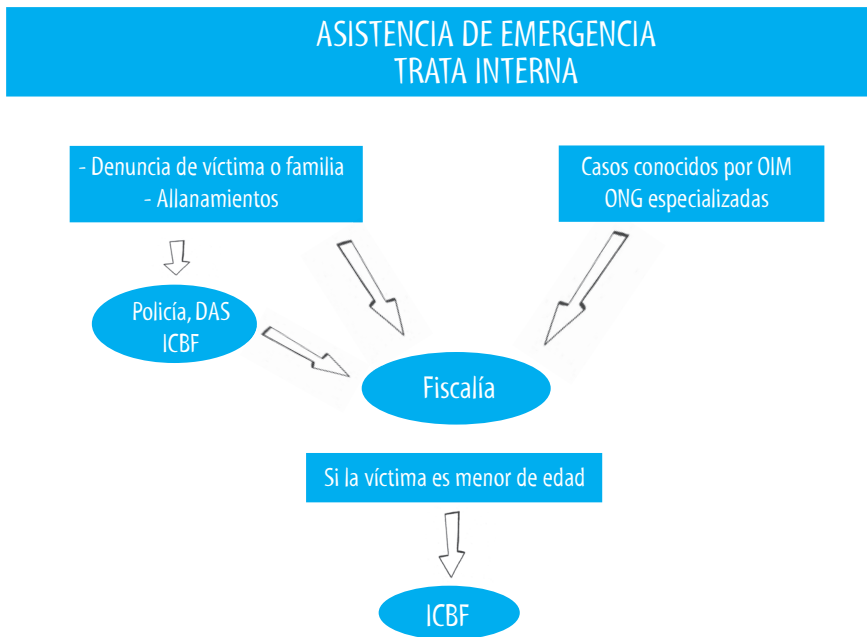 ASISTENCIA DE EMERGENCIA
TRATA INTERNA
- Denuncia de víctima o familia
- Allanamientos
Casos conocidos por OIM
ONG especializadas
Policía, DAS
ICBF
Fiscalía
Si la víctima es menor de edad
ICBF